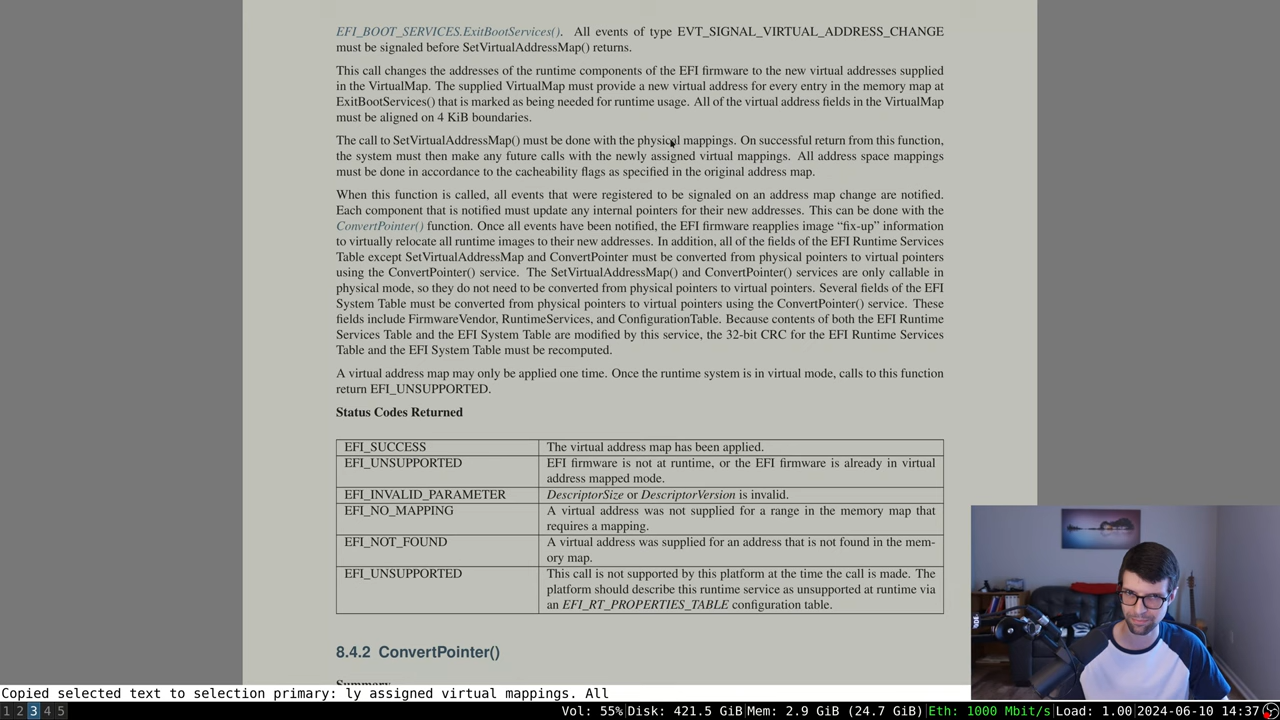 EFI_BOOT_SERVICES.ExitBootServices(). All events of type EVT_SIGNAL_VIRTUAL_ADDRESS_CHANGE
must be signaled before SetVirtualAddressMap() returns.
This call changes the addresses of the runtime components of the EFI firmware to the new virtual addresses supplied
in the VirtualMap. The supplied VirtualMap must provide a new virtual address for every entry in the memory map at
ExitBootServices() that is marked as being needed for runtime usage. All of the virtual address fields in the VirtualMap
must be aligned on 4 KiB boundaries.
The call to SetVirtualAddressMap() must be done with the physical mappings. On successful return from this function,
the system must then make any future calls with the newly assigned virtual mappings. All address space mappings
must be done in accordance to the cacheability flags as specified in the original address map.
When this function is called, all events that were registered to be signaled on an address map change are notified.
Each component that is notified must update any internal pointers for their new addresses. This can be done with the
ConvertPointer() function. Once all events have been notified, the EFI firmware reapplies image “fix-up” information
to virtually relocate all runtime images to their new addresses. In addition, all of the fields of the EFI Runtime Services
Table except SetVirtualAddressMap and ConvertPointer must be converted from physical pointers to virtual pointers
using the ConvertPointer() service. The SetVirtualAddressMap() and ConvertPointer() services are only callable in
physical mode, so they do not need to be converted from physical pointers to virtual pointers. Several fields of the EFI
System Table must be converted from physical pointers to virtual pointers using the ConvertPointer() service. These
fields include FirmwareVendor, RuntimeServices, and ConfigurationTable. Because contents of both the EFI Runtime
Services Table and the EFI System Table are modified by this service, the 32-bit CRC for the EFI Runtime Services
Table and the EFI System Table must be recomputed.
A virtual address map may only be applied one time. Once the runtime system is in virtual mode, calls to this function
return EFI_UNSUPPORTED.
Status Codes Returned
EFI_SUCCESS The virtual address map has been applied.
EFI_UNSUPPORTED EFI firmware is not at runtime, or the EFI firmware is already in virtual
address mapped mode.
EFI_INVALID_PARAMETER DescriptorSize or DescriptorVersion is invalid.
EFI_NO_MAPPING A virtual address was not supplied for a range in the memory map that
requires a mapping.
EFI_NOT_FOUND A virtual address was supplied for an address that is not found in the mem-
ory map.
EFI_UNSUPPORTED This call is not supported by this platform at the time the call is made. The
platform should describe this runtime service as unsupported at runtime via
an EFI_RT_PROPERTIES_TABLE configuration table.
8.4.2 ConvertPointer()
Summary
Copied selected text to selection primary: ly assigned virtual mappings. All
1 2 3 4 5 Vol: 55% Disk: 421.5 GiB Mem: 2.9 GiB (24.7 GiB) Eth: 1000 Mbit/s Load: 1.00 2024-06-10 14:37